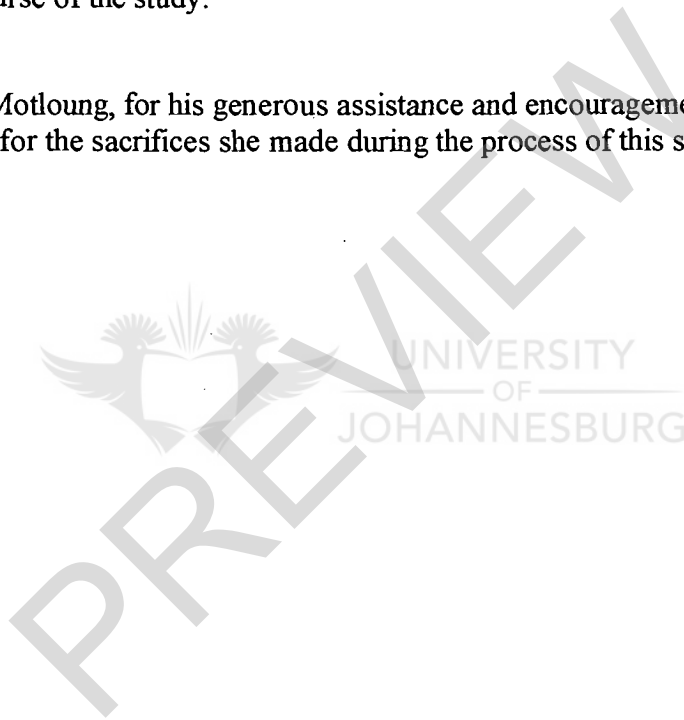 of the study.
Motloung, for his generous assistance and encourageme
for the sacrifices she made during the process of this s
UNIVERSITY
OF
JOHANNESBURG
PREVIEW